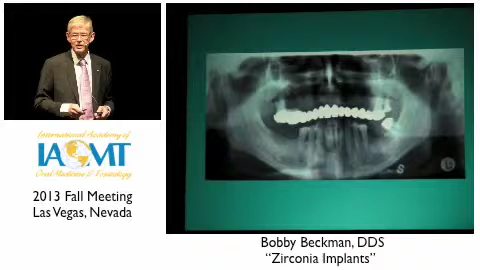 International Academy of
IAOMT
Oral Medicine & Toxicology
2013 Fall Meeting
Las Vegas, Nevada
S
L
Bobby Beckman, DDS
"Zirconia Implants"